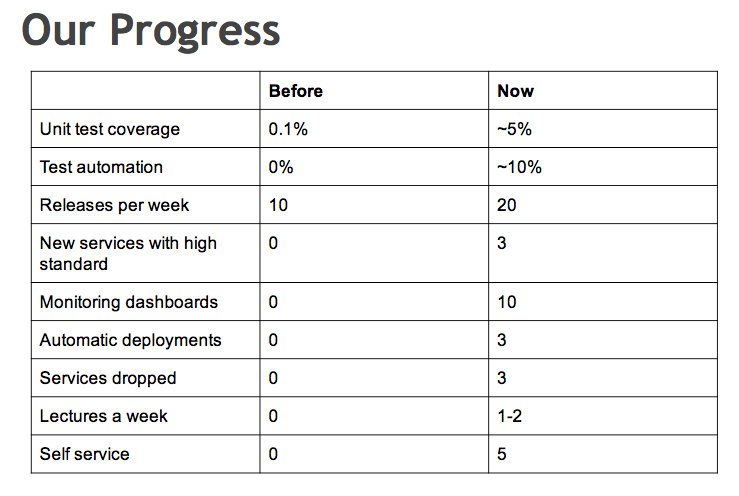 Our Progress
Before Now
Unit test coverage 0.1% ~5%
Test automation 0% ~10%
Releases per week 10 20
New services with high 0 3
standard
Monitoring dashboards 0 10
Automatic deployments 0 3
Services dropped 0 3
Lectures a week 0 1-2
Self service 0 5